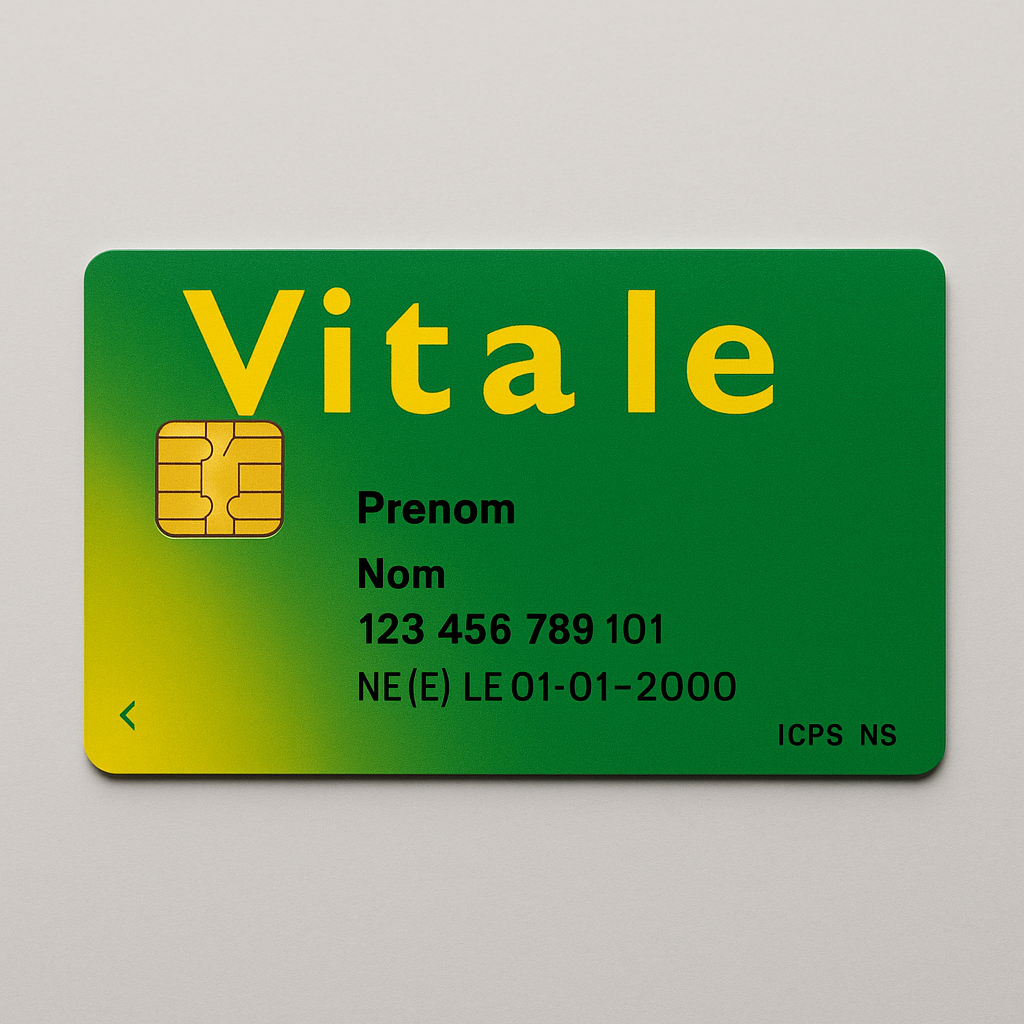 Vitale
Prenom
Nom
123 456 789 101
NE(E) LE 01-01-2000
ICPS NS
<